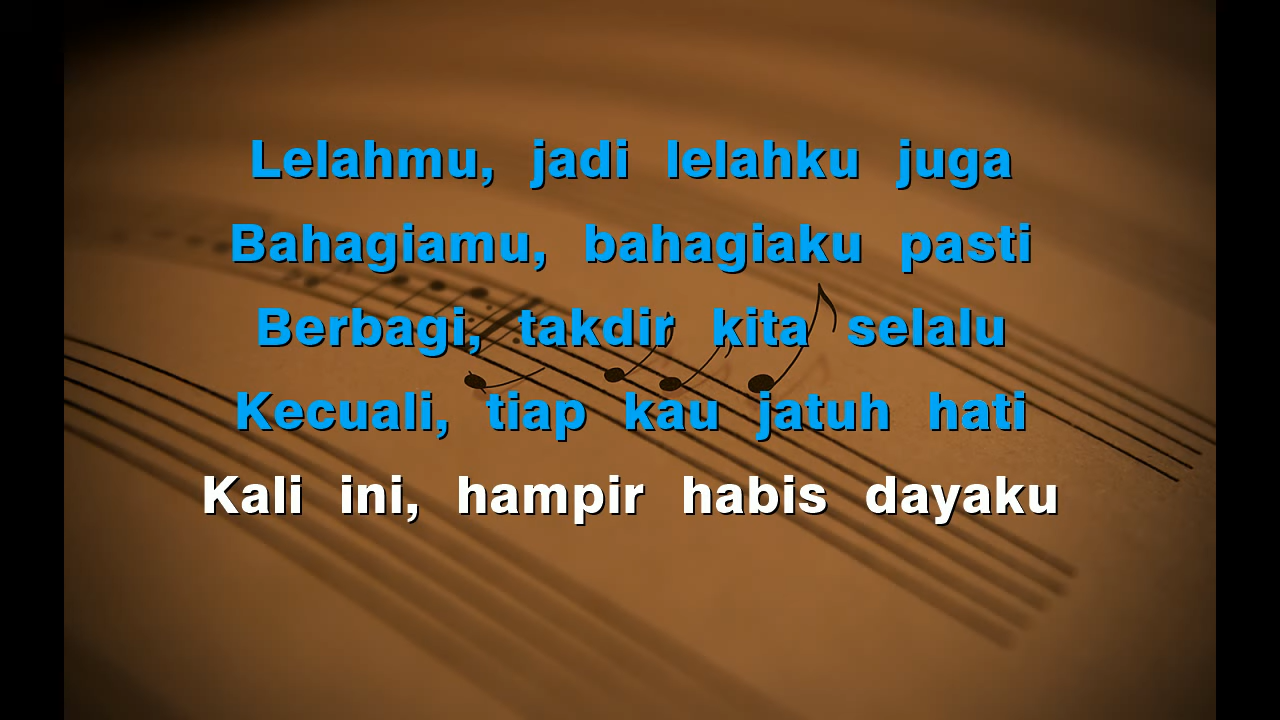 Lelahmu, jadi lelahku juga
Bahagiamu, bahagiaku pasti
Berbagi, takdir kita selalu
Kecuali, tiap kau jatuh hati
Kali ini, hampir habis dayaku